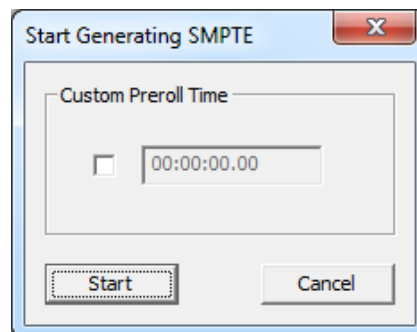 Start Generating SMPTE
Custom Preroll Time
00:00:00.00
Start Cancel